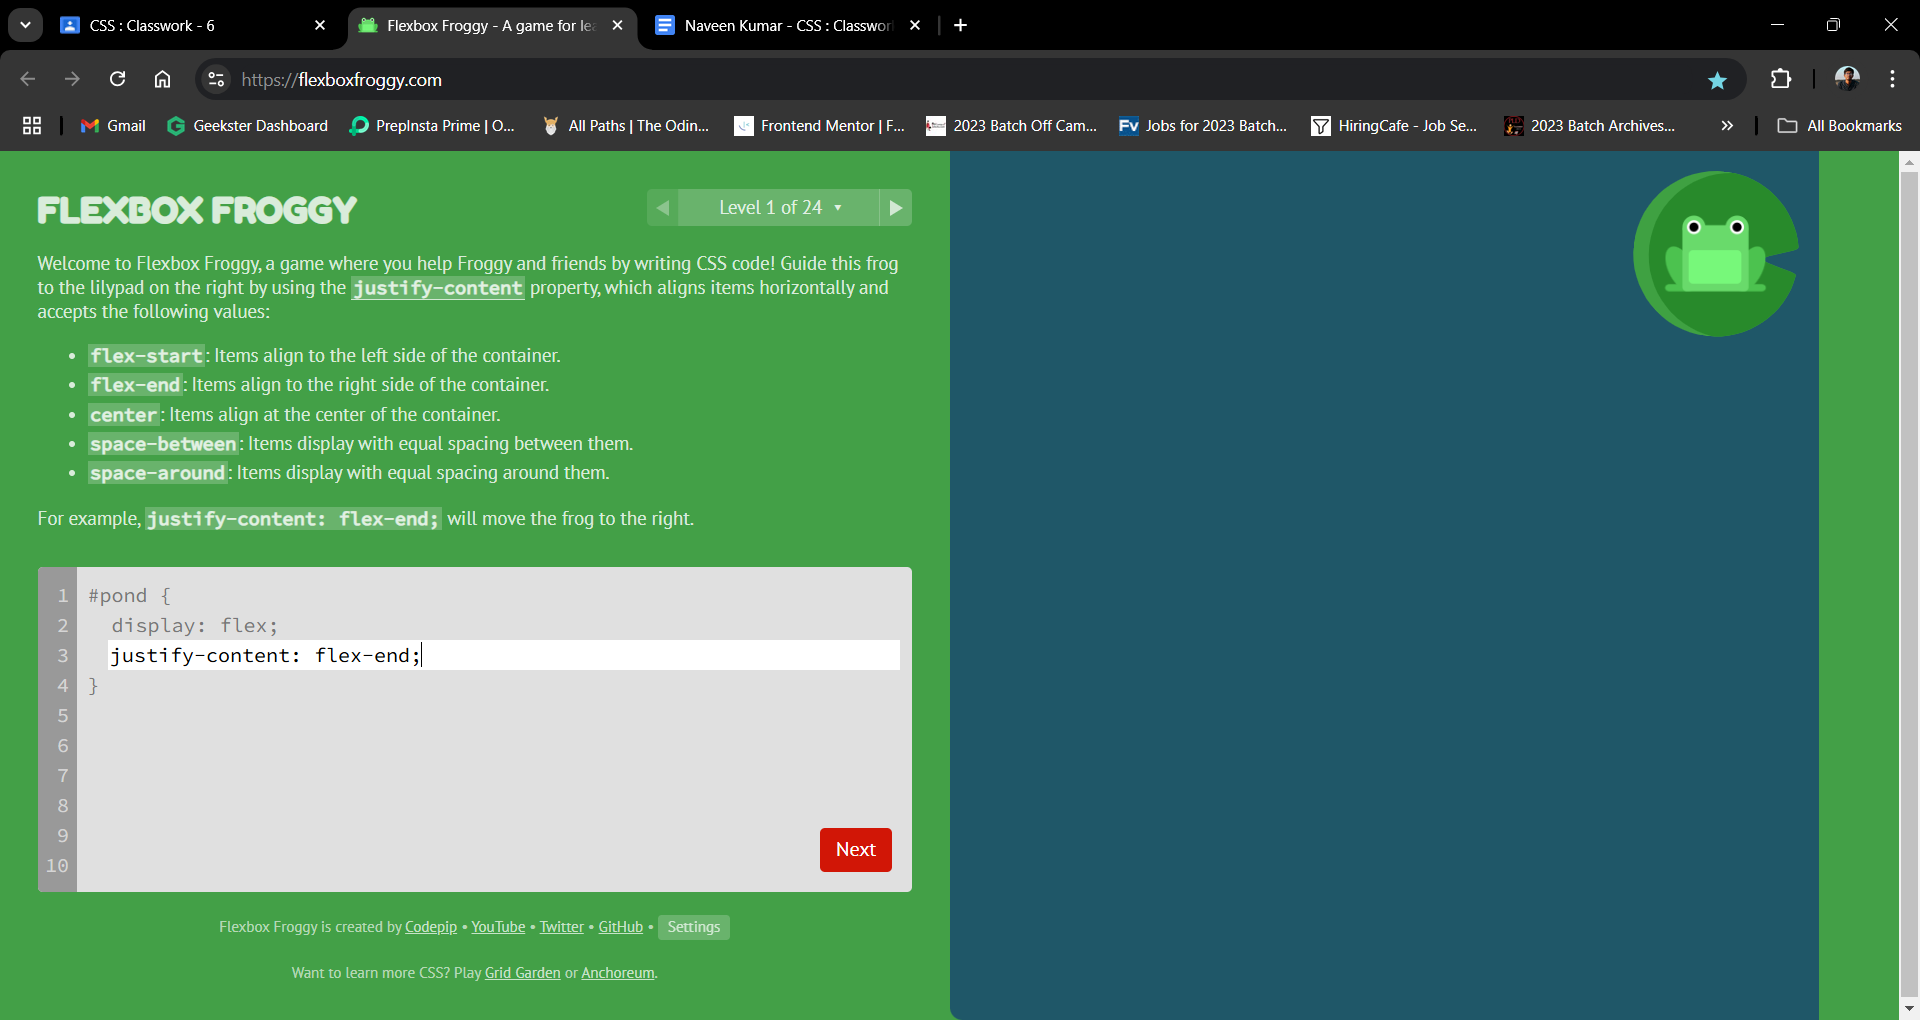 CSS : Classwork - 6
Flexbox Froggy - A game for le
Naveen Kumar - CSS : Classwor
https://flexboxfroggy.com
Gmail
Geekster Dashboard
PrepInsta Prime | O...
All Paths | The Odin...
Frontend Mentor | F...
2023 Batch Off Cam...
Fv Jobs for 2023 Batch...
HiringCafe - Job Se...
2023 Batch Archives...
All Bookmarks
FLEXBOX FROGGY
Level 1 of 24
Welcome to Flexbox Froggy, a game where you help Froggy and friends by writing CSS code! Guide this frog
to the lilypad on the right by using the justify-content property, which aligns items horizontally and
accepts the following values:
• flex-start: Items align to the left side of the container.
• flex-end: Items align to the right side of the container.
• center: Items align at the center of the container.
• space-between: Items display with equal spacing between them.
• space-around: Items display with equal spacing around them.
For example, justify-content: flex-end; will move the frog to the right.
1 #pond {
2 display: flex;
3 justify-content: flex-end;
4 }
5
6
7
8
9
10
Next
Flexbox Froggy is created by Codepip • YouTube • Twitter • GitHub • Settings
Want to learn more CSS? Play Grid Garden or Anchoreum.